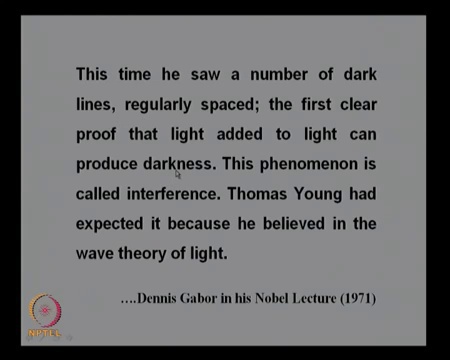 This time he saw a number of dark
lines, regularly spaced; the first clear
proof that light added to light can
produce darkness. This phenomenon is
called interference. Thomas Young had
expected it because he believed in the
wave theory of light.
....Dennis Gabor in his Nobel Lecture (1971)
NPTEL